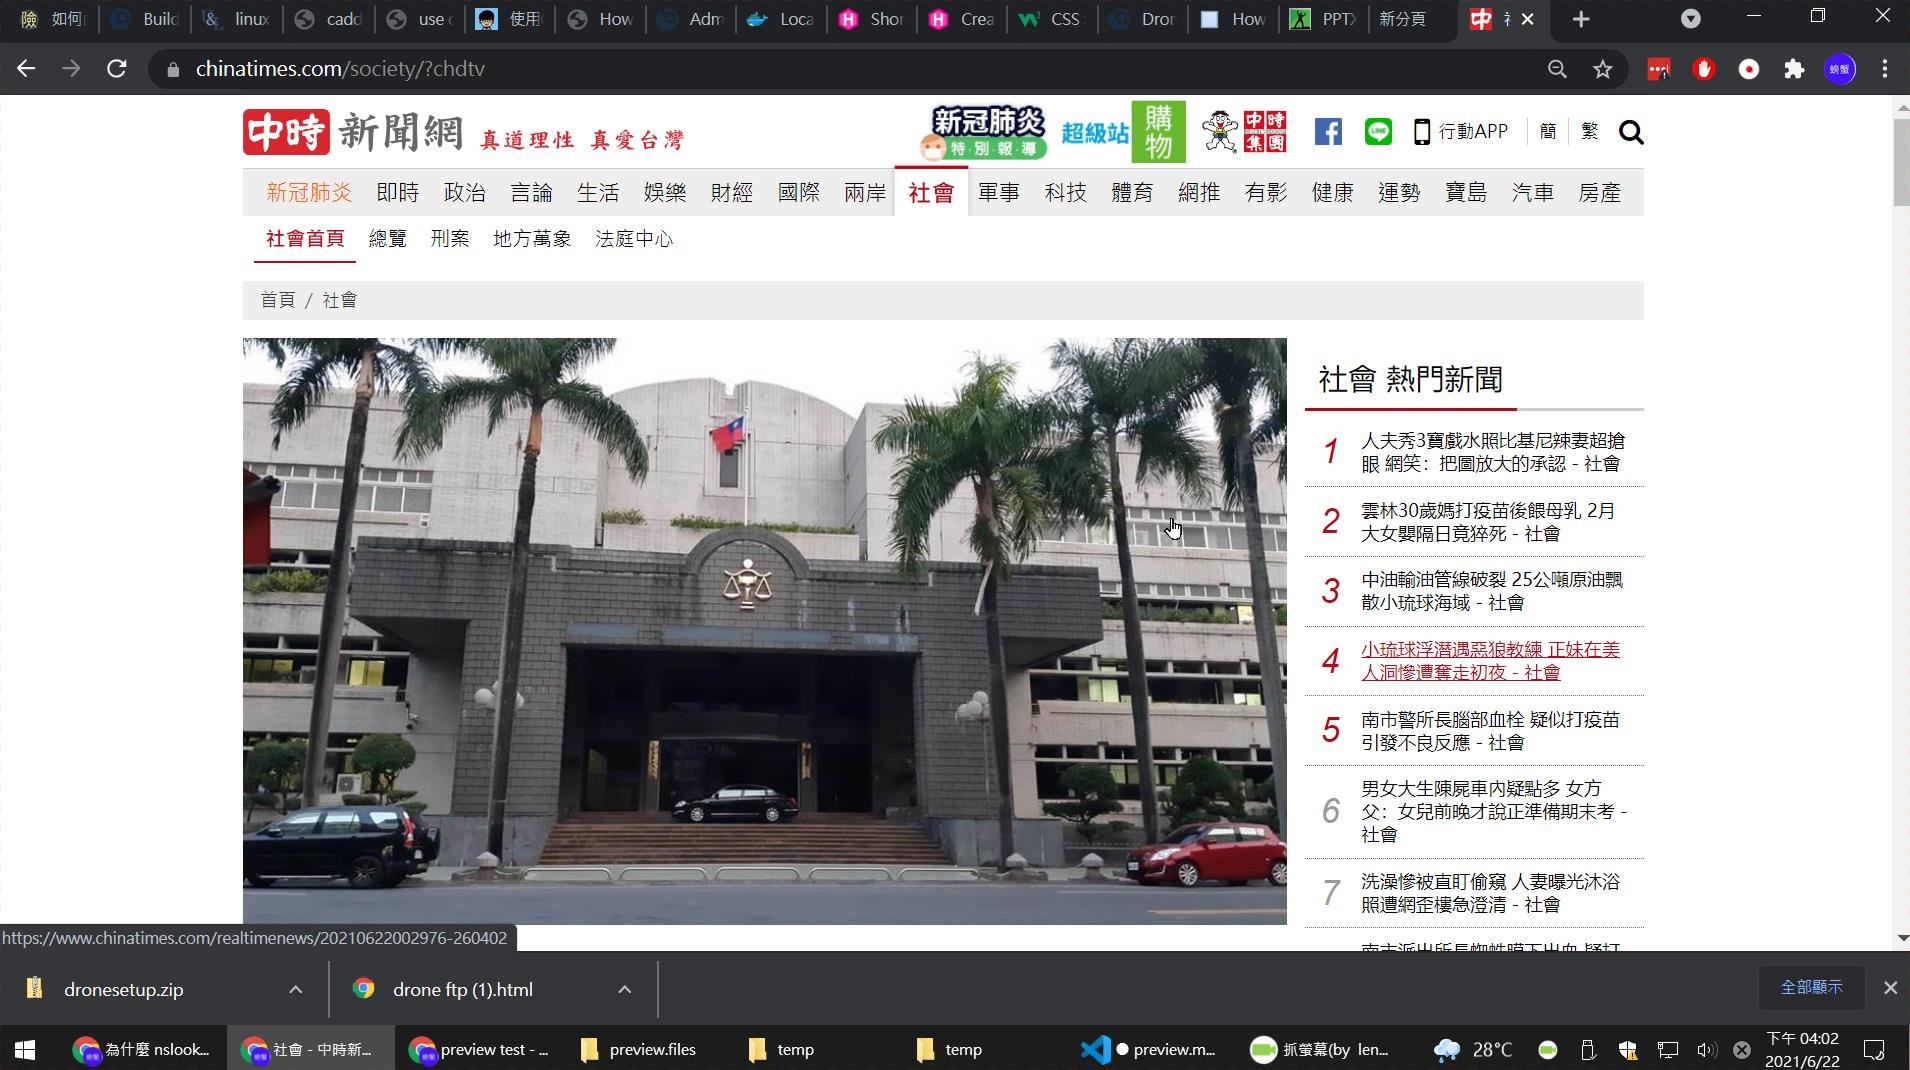 如何
Build
linux
cadd
use c
使用
How
Adm
Loca
Shor
Crea
CSS
Dror
How
PPTX
新分頁
chinatimes.com/society/?chdtv
螃蟹
中時 新聞網 真道理性 真愛台灣
新冠肺炎
特·別·報·導
超級站
購物
中時集團
行動APP 簡 繁
新冠肺炎 即時 政治 言論 生活 娛樂 財經 國際 兩岸 社會 軍事 科技 體育 網推 有影 健康 運勢 寶島 汽車 房產
社會首頁 總覽 刑案 地方萬象 法庭中心
首頁 / 社會
社會 熱門新聞
1 人夫秀3寶戲水照比基尼辣妻超搶
眼 網笑：把圖放大的承認 - 社會
2 雲林30歲媽打疫苗後餵母乳 2月
大女嬰隔日竟猝死 - 社會
3 中油輸油管線破裂 25公噸原油飄
散小琉球海域 - 社會
4 小琉球浮潛遇惡狼教練 正妹在美
人洞慘遭奪走初夜 - 社會
5 南市警所長腦部血栓 疑似打疫苗
引發不良反應 - 社會
6 男女大生陳屍車內疑點多 女方
父：女兒前晚才說正準備期末考 -
社會
7 洗澡慘被直盯偷窺 人妻曝光沐浴
照遭網歪樓急澄清 - 社會
南市派出所長蜘蛛膜下出血 疑打
https://www.chinatimes.com/realtimenews/20210622002976-260402
dronesetup.zip
drone ftp (1).html
全部顯示
為什麼 nslook...
社會 - 中時新...
preview test - ...
preview.files
temp
temp
preview.m...
抓螢幕(by len...
28°C
下午 04:02
2021/6/22